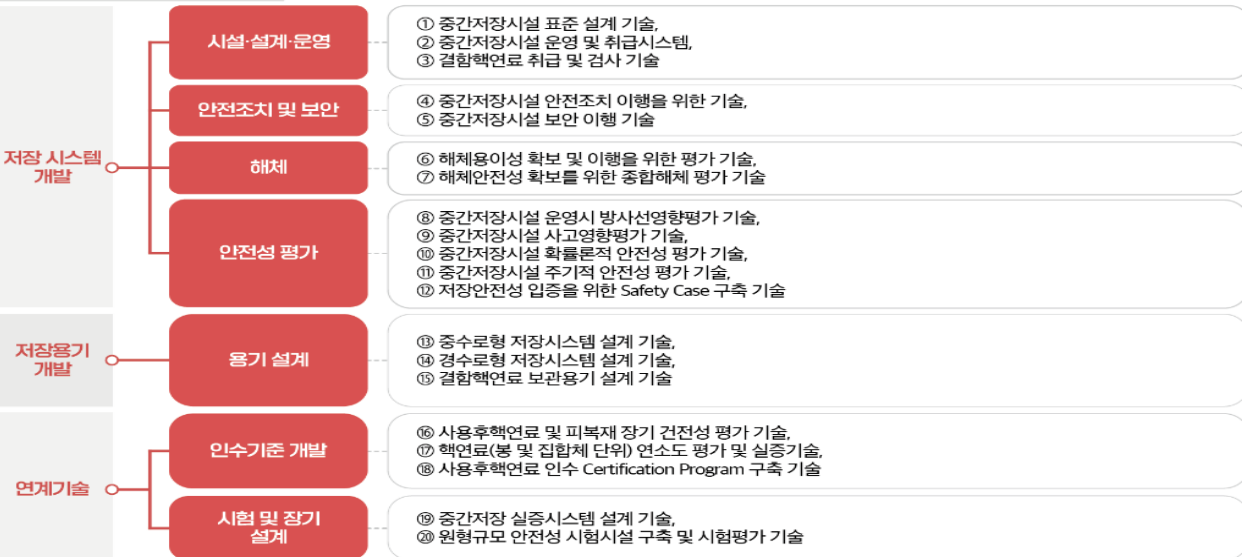 저장 시스템
개발
시설·설계·운영
① 중간저장시설 표준 설계 기술,
② 중간저장시설 운영 및 취급시스템,
③ 결함핵연료 취급 및 검사 기술
안전조치 및 보안
④ 중간저장시설 안전조치 이행을 위한 기술,
⑤ 중간저장시설 보안 이행 기술
해체
⑥ 해체용이성 확보 및 이행을 위한 평가 기술,
⑦ 해체안전성 확보를 위한 종합해체 평가 기술
안전성 평가
⑧ 중간저장시설 운영시 방사선영향평가 기술,
⑨ 중간저장시설 사고영향평가 기술,
⑩ 중간저장시설 확률론적 안전성 평가 기술,
⑪ 중간저장시설 주기적 안전성 평가 기술,
⑫ 저장안전성 입증을 위한 Safety Case 구축 기술
저장용기
개발
용기 설계
⑬ 중수로형 저장시스템 설계 기술,
⑭ 경수로형 저장시스템 설계 기술,
⑮ 결함핵연료 보관용기 설계 기술
연계기술
인수기준 개발
⑯ 사용후핵연료 및 피복재 장기 건전성 평가 기술,
⑰ 핵연료(봉 및 집합체 단위) 연소도 평가 및 실증기술,
⑱ 사용후핵연료 인수 Certification Program 구축 기술
시험 및 장기
설계
⑲ 중간저장 실증시스템 설계 기술,
⑳ 원형규모 안전성 시험시설 구축 및 시험평가 기술